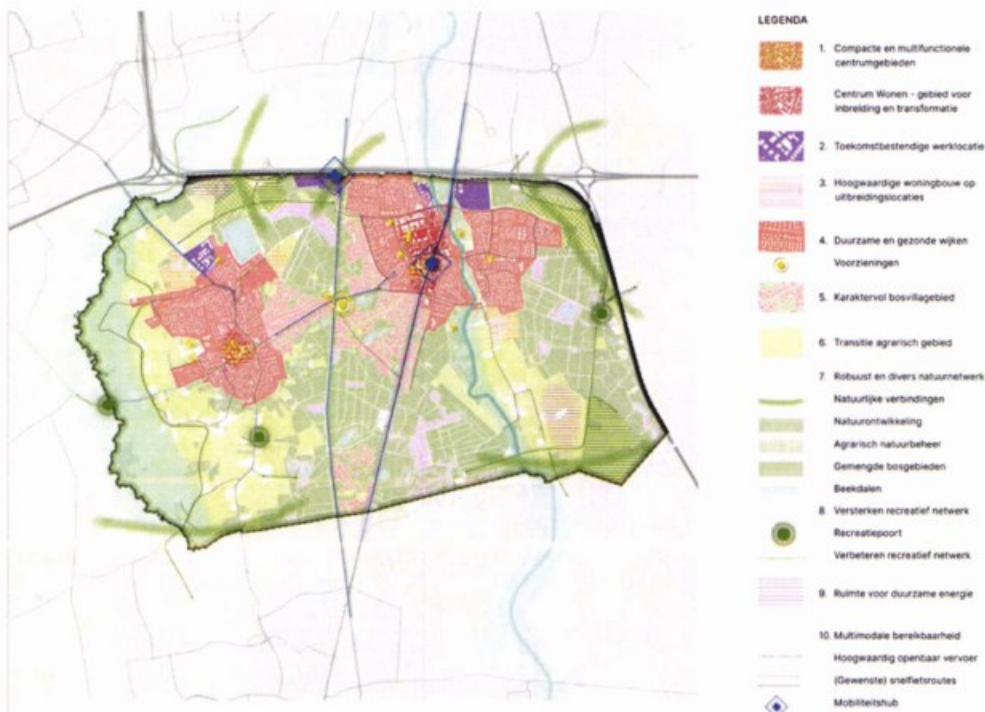 LEGENDA
1. Compacte en multifunctionele
centrumgebieden
Centrum Wonen - gebied voor
inbreiding en transformatie
2. Toekomstbestendige werklocatie
3. Hoogwaardige woningbouw op
uitbreidingslocaties
4. Duurzame en gezonde wijken
Voorzieningen
5. Karaktervol bosvillagebied
6. Transitie agrarisch gebied
7. Robuust en divers natuurnetwerk
Natuurlijke verbindingen
Natuurontwikkeling
Agrarisch natuurbeheer
Gemengde bosgebieden
Beekdalen
8. Versterken recreatief netwerk
Recreatiepoort
Verbeteren recreatief netwerk
9. Ruimte voor duurzame energie
10. Multimodale bereikbaarheid
Hoogwaardig openbaar vervoer
(Gewenste) snelfietsroutes
Mobiliteitshub